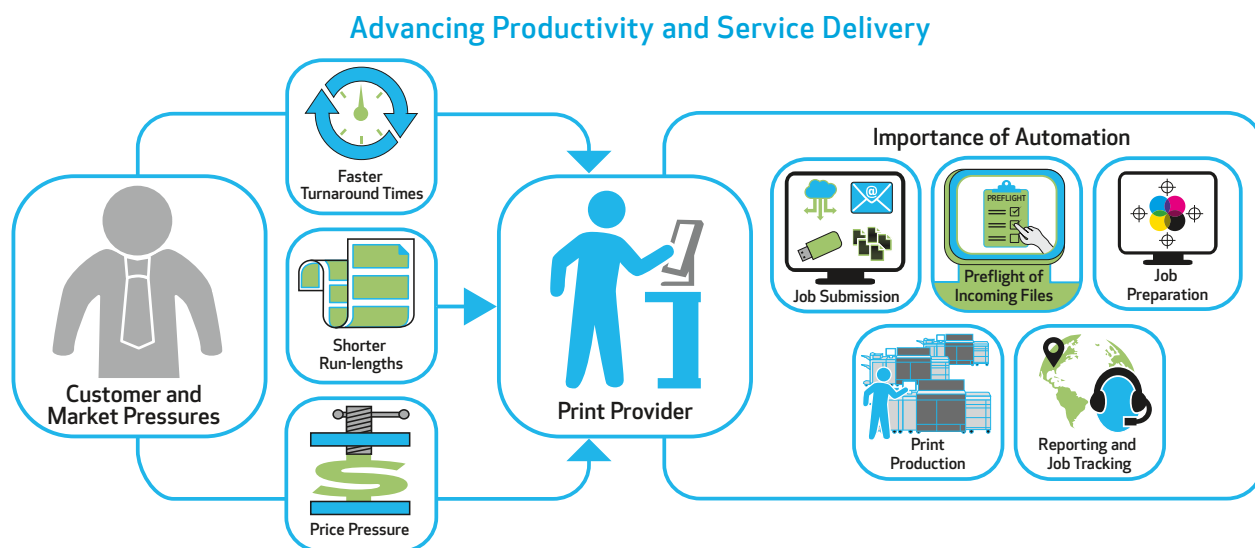 Advancing Productivity and Service Delivery
Faster
Turnaround Times
Customer and
Market Pressures
Shorter
Run-lengths
Price Pressure
Print Provider
Importance of Automation
@
Job Submission
PREFLIGHT
Preflight of
Incoming Files
Job
Preparation
Print
Production
Reporting and
Job Tracking
$